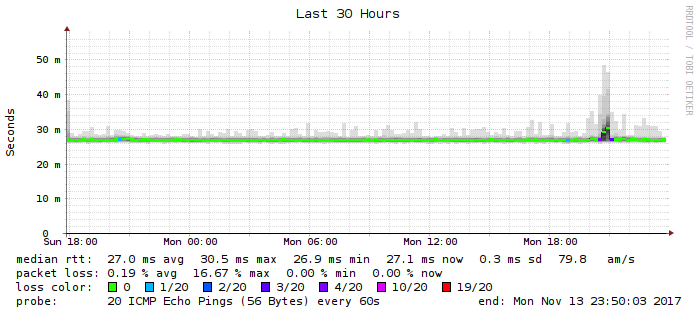 Last 30 Hours
RRDTOOL / TOBI OETIKER
Seconds
50 m
40 m
30 m
20 m
10 m
0
Sun 18:00 Mon 00:00 Mon 06:00 Mon 12:00 Mon 18:00
median rtt: 27.0 ms avg 30.5 ms max 26.9 ms min 27.1 ms now 0.3 ms sd 79.8 am/s
packet loss: 0.19 % avg 16.67 % max 0.00 % min 0.00 % now
loss color: 0 1/20 2/20 3/20 4/20 10/20 19/20
probe: 20 ICMP Echo Pings (56 Bytes) every 60s end: Mon Nov 13 23:50:03 2017